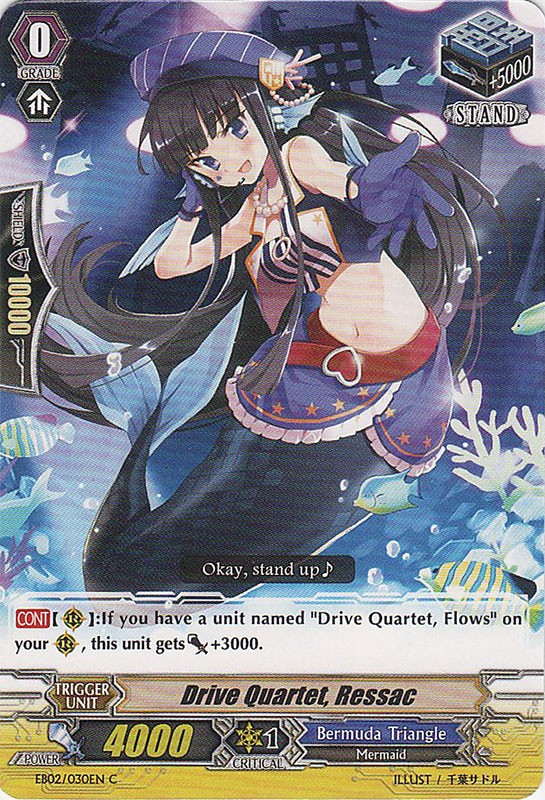 0
GRADE
+5000
STAND
SHIELD
10000
Okay, stand up♪
CONT[ ]:If you have a unit named "Drive Quartet, Flows" on
your , this unit gets +3000.
TRIGGER
UNIT
Drive Quartet, Ressac
POWER
4000
1
CRITICAL
Bermuda Triangle
Mermaid
EB02/030EN C
ILLUST / 千葉サドル